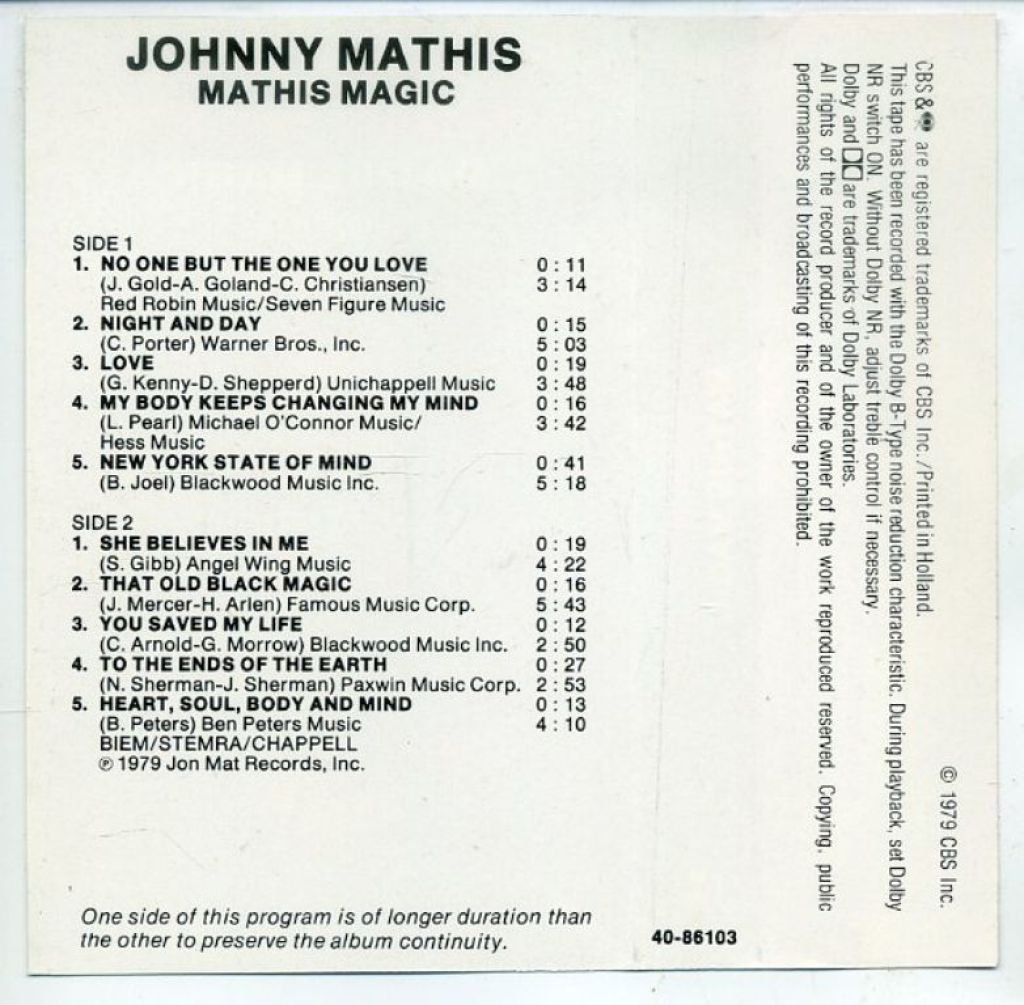 JOHNNY MATHIS
MATHIS MAGIC
SIDE 1
1. NO ONE BUT THE ONE YOU LOVE 0 : 11
(J. Gold-A. Goland-C. Christiansen) 3 : 14
Red Robin Music/Seven Figure Music
2. NIGHT AND DAY 0 : 15
(C. Porter) Warner Bros., Inc. 5 : 03
3. LOVE 0 : 19
(G. Kenny-D. Shepperd) Unichappell Music 3 : 48
4. MY BODY KEEPS CHANGING MY MIND 0 : 16
(L. Pearl) Michael O'Connor Music/ 3 : 42
Hess Music
5. NEW YORK STATE OF MIND 0 : 41
(B. Joel) Blackwood Music Inc. 5 : 18
SIDE 2
1. SHE BELIEVES IN ME 0 : 19
(S. Gibb) Angel Wing Music 4 : 22
2. THAT OLD BLACK MAGIC 0 : 16
(J. Mercer-H. Arlen) Famous Music Corp. 5 : 43
3. YOU SAVED MY LIFE 0 : 12
(C. Arnold-G. Morrow) Blackwood Music Inc. 2 : 50
4. TO THE ENDS OF THE EARTH 0 : 27
(N. Sherman-J. Sherman) Paxwin Music Corp. 2 : 53
5. HEART, SOUL, BODY AND MIND 0 : 13
(B. Peters) Ben Peters Music 4 : 10
BIEM/STEMRA/CHAPPELL
℗ 1979 Jon Mat Records, Inc.
One side of this program is of longer duration than
the other to preserve the album continuity.
40-86103
© 1979 CBS Inc.
CBS & are registered trademarks of CBS Inc./Printed in Holland.
This tape has been recorded with the Dolby B-Type noise reduction characteristic. During playback, set Dolby
NR switch ON. Without Dolby NR, adjust treble control if necessary.
Dolby and are trademarks of Dolby Laboratories.
All rights of the record producer and of the owner of the work reproduced reserved. Copying, public
performances and broadcasting of this recording prohibited.